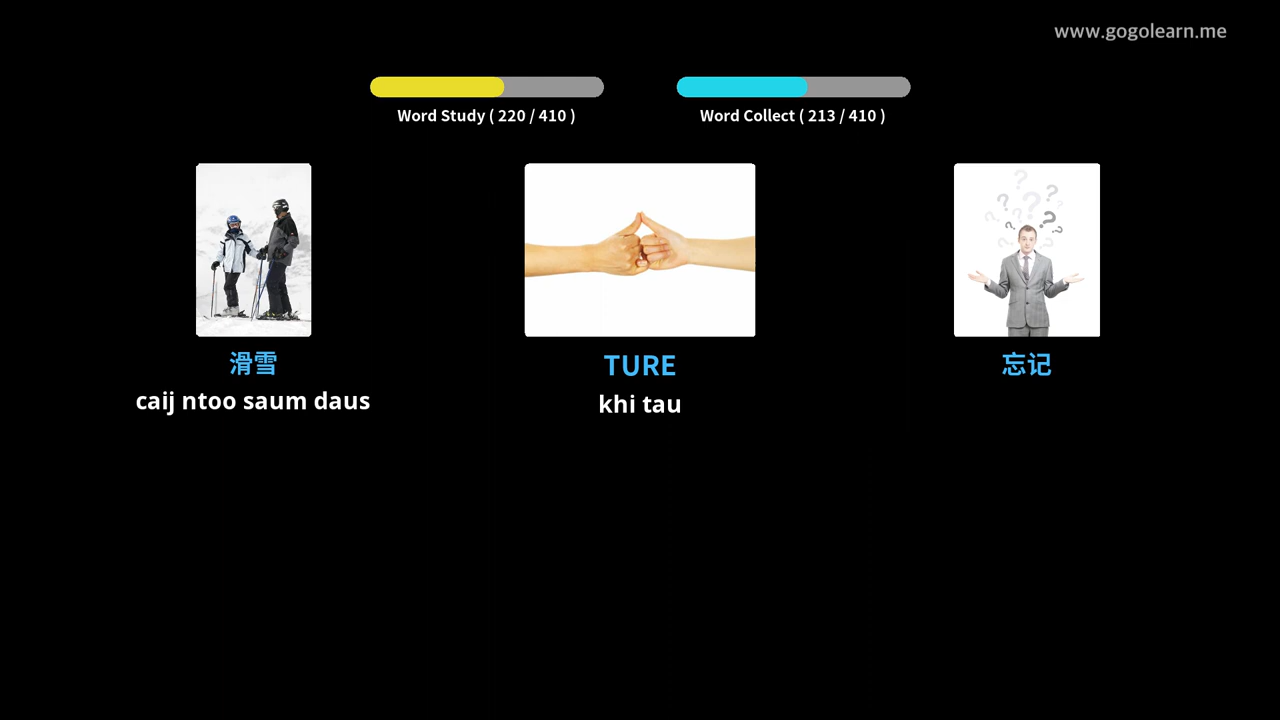 www.gogolearn.me
Word Study ( 220 / 410 )
Word Collect ( 213 / 410 )
滑雪
TURE
忘记
caij ntoo saum daus
khi tau